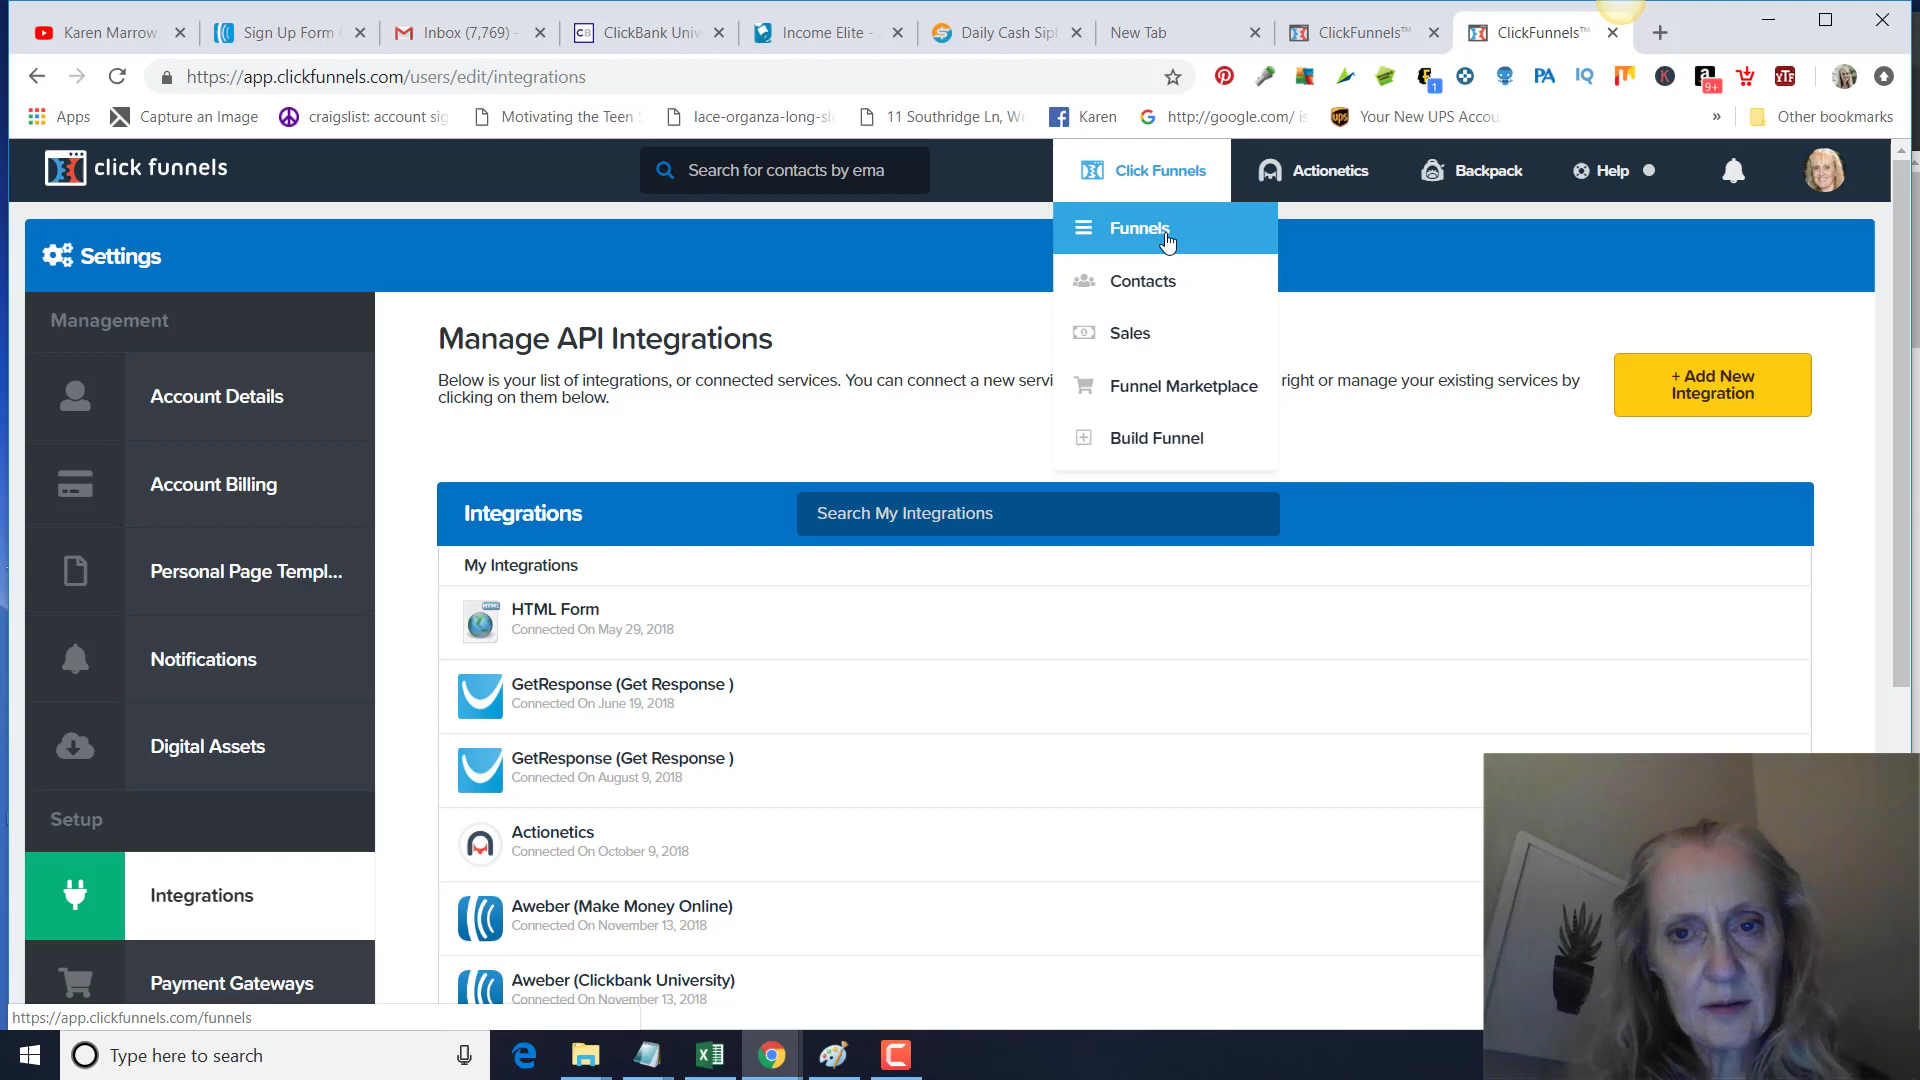 Karen Marrow
Sign Up Form
Inbox (7,769) -
CB
ClickBank Univ
Income Elite -
Daily Cash Sip
New Tab
ClickFunnels™
ClickFunnels™
https://app.clickfunnels.com/users/edit/integrations
1
PA
IQ
K
a
9+
YTF
Apps
Capture an Image
craigslist: account sig
Motivating the Teen
lace-organza-long-sl
11 Southridge Ln, Wr
Karen
http://google.com/ is
Your New UPS Accou
»
Other bookmarks
click funnels
Search for contacts by ema
Click Funnels
Actionetics
Backpack
Help
Funnels
Contacts
Sales
Funnel Marketplace
Build Funnel
Settings
Management
Account Details
Account Billing
Personal Page Templ...
Notifications
Digital Assets
Setup
Integrations
Payment Gateways
Manage API Integrations
Below is your list of integrations, or connected services. You can connect a new servi
right or manage your existing services by
clicking on them below.
+ Add New
Integration
Integrations
Search My Integrations
My Integrations
HTML Form
Connected On May 29, 2018
GetResponse (Get Response )
Connected On June 19, 2018
GetResponse (Get Response )
Connected On August 9, 2018
Actionetics
Connected On October 9, 2018
Aweber (Make Money Online)
Connected On November 13, 2018
Aweber (Clickbank University)
Connected On November 13, 2018
https://app.clickfunnels.com/funnels
Type here to search